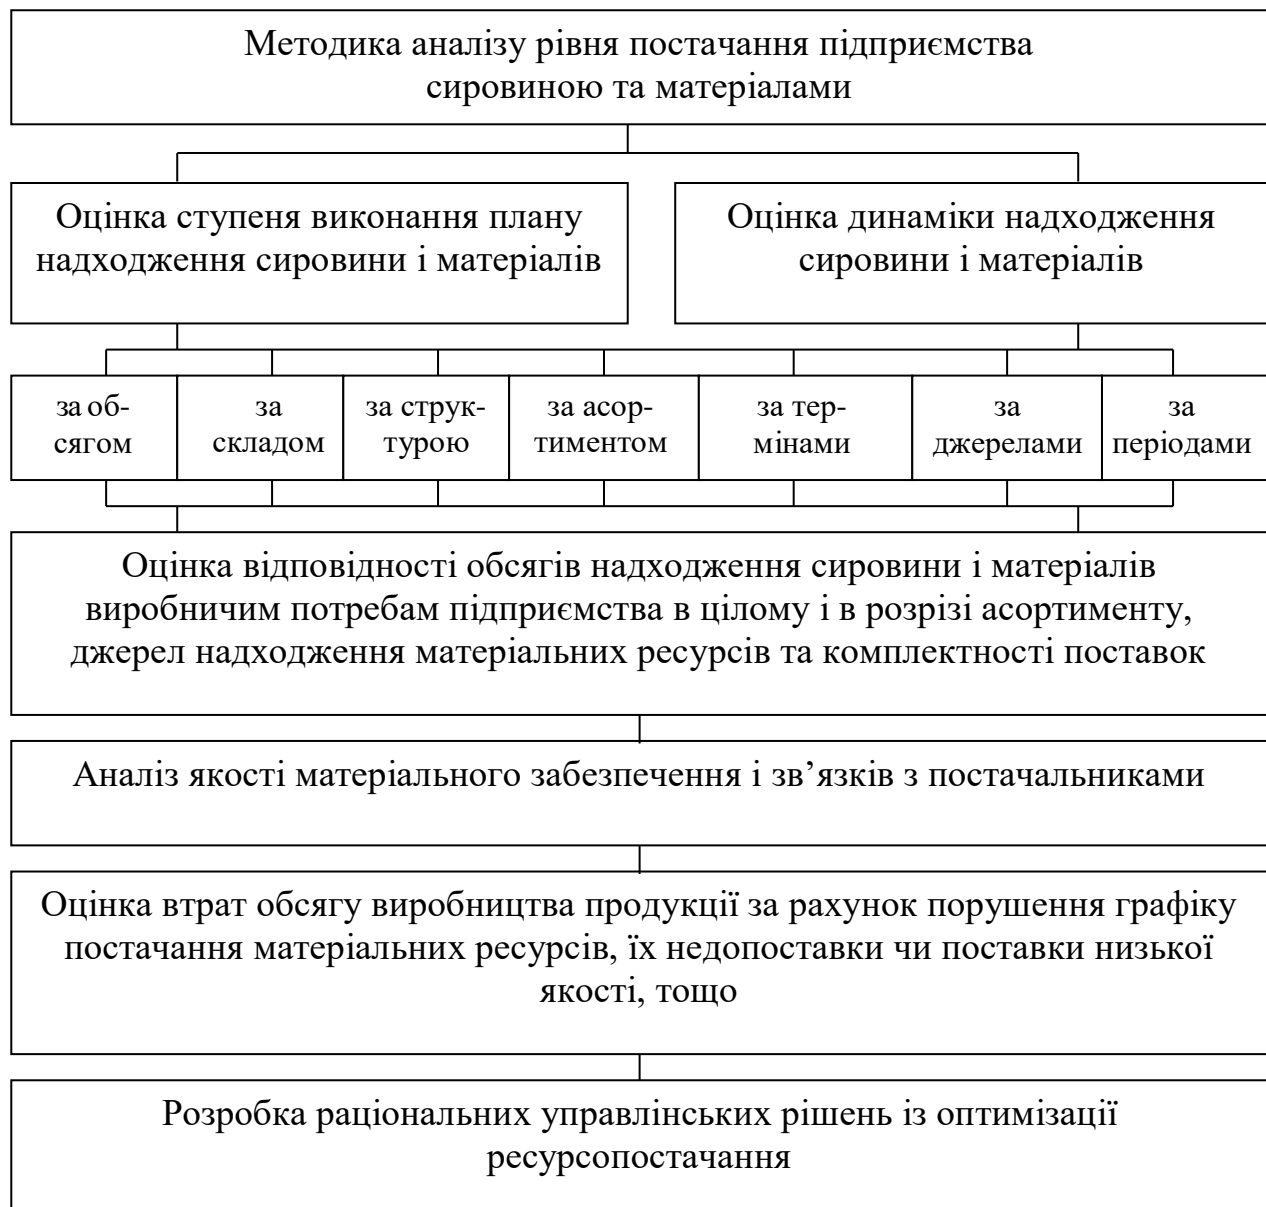 Методика аналізу рівня постачання підприємства
сировиною та матеріалами
Оцінка ступеня виконання плану
надходження сировини і матеріалів
Оцінка динаміки надходження
сировини і матеріалів
за об-
сягом
за
складом
за струк-
турою
за асор-
тиментом
за тер-
мінами
за
джерелами
за
періодами
Оцінка відповідності обсягів надходження сировини і матеріалів
виробничим потребам підприємства в цілому і в розрізі асортименту,
джерел надходження матеріальних ресурсів та комплектності поставок
Аналіз якості матеріального забезпечення і зв’язків з постачальниками
Оцінка втрат обсягу виробництва продукції за рахунок порушення графіку
постачання матеріальних ресурсів, їх недопоставки чи поставки низької
якості, тощо
Розробка раціональних управлінських рішень із оптимізації
ресурсопостачання